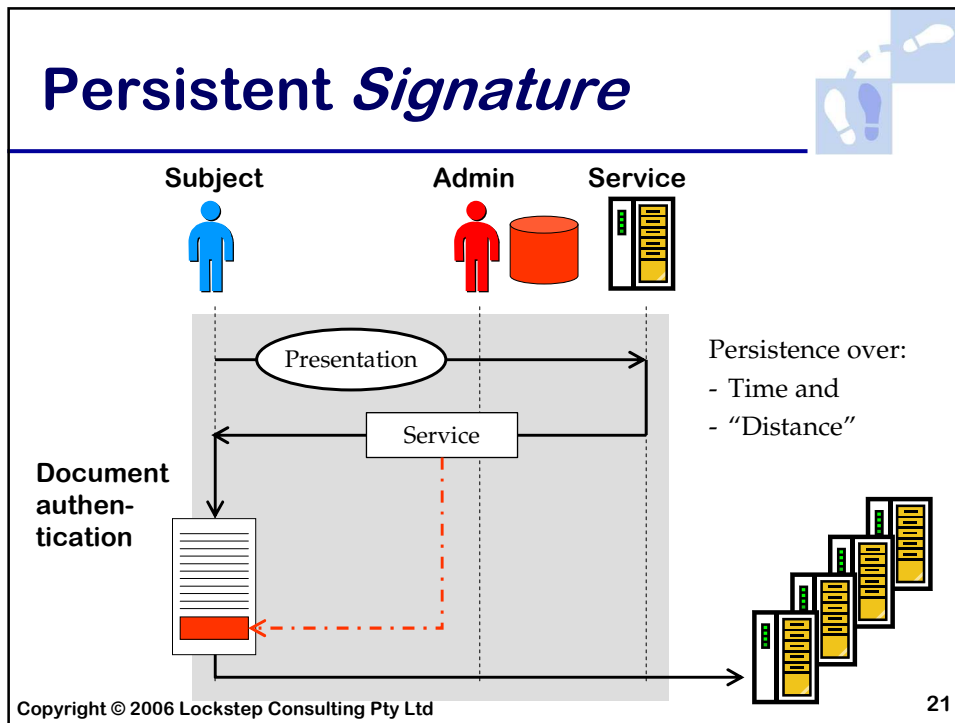 Persistent Signature
Subject
Admin
Service
Presentation
Service
Persistence over:
- Time and
- “Distance”
Document
authen-
tication
Copyright © 2006 Lockstep Consulting Pty Ltd
21